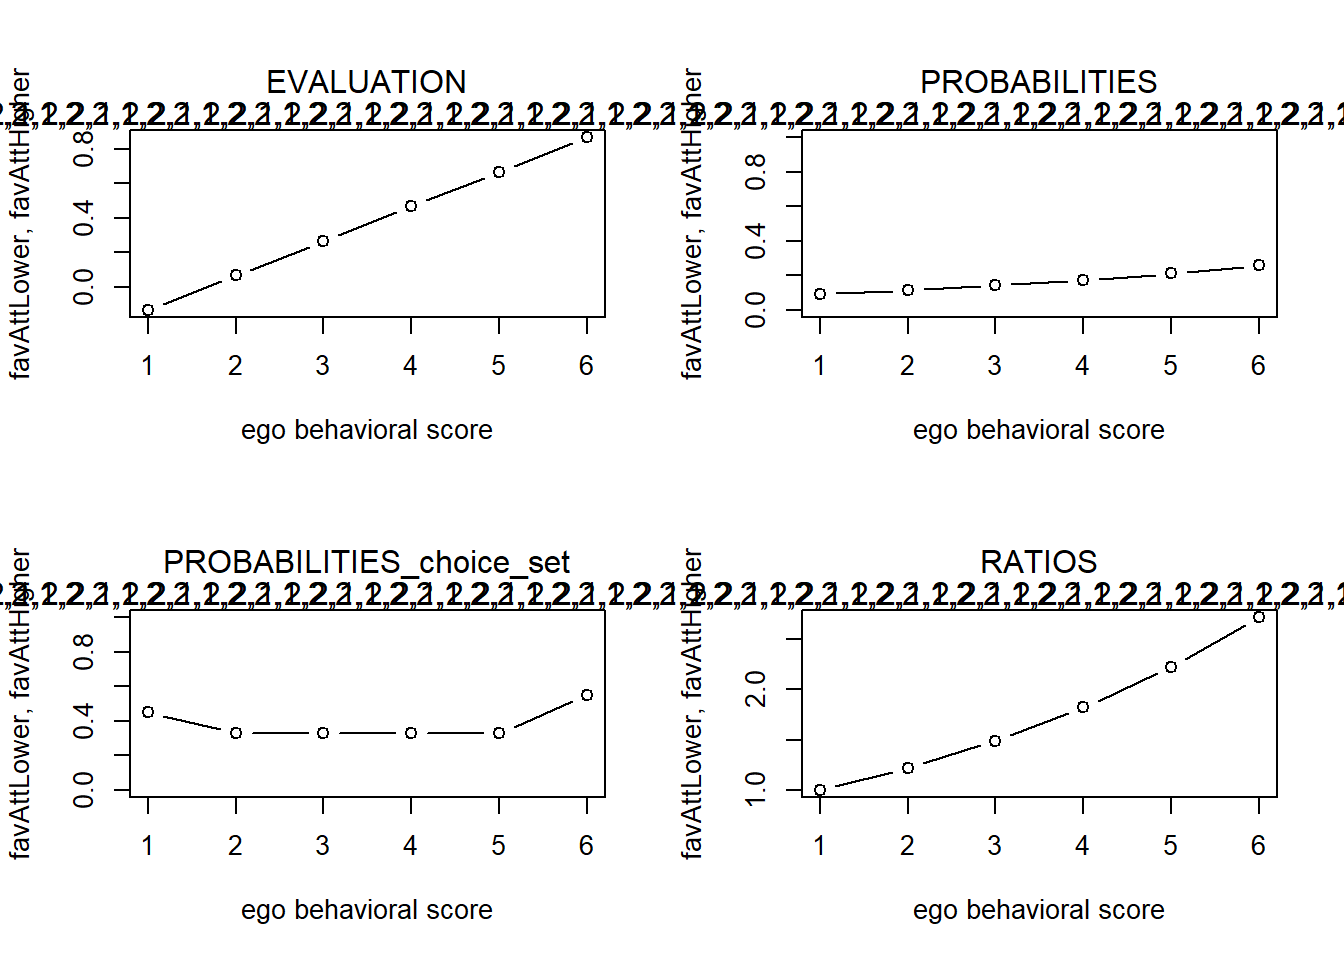 EVALUATION
favAttLower, favAttHigher
0.0 0.4 0.8
1 2 3 4 5 6
ego behavioral score
PROBABILITIES
favAttLower, favAttHigher
0.0 0.4 0.8
1 2 3 4 5 6
ego behavioral score
PROBABILITIES_choice_set
favAttLower, favAttHigher
0.0 0.4 0.8
1 2 3 4 5 6
ego behavioral score
RATIOS
favAttLower, favAttHigher
1.0 2.0
1 2 3 4 5 6
ego behavioral score